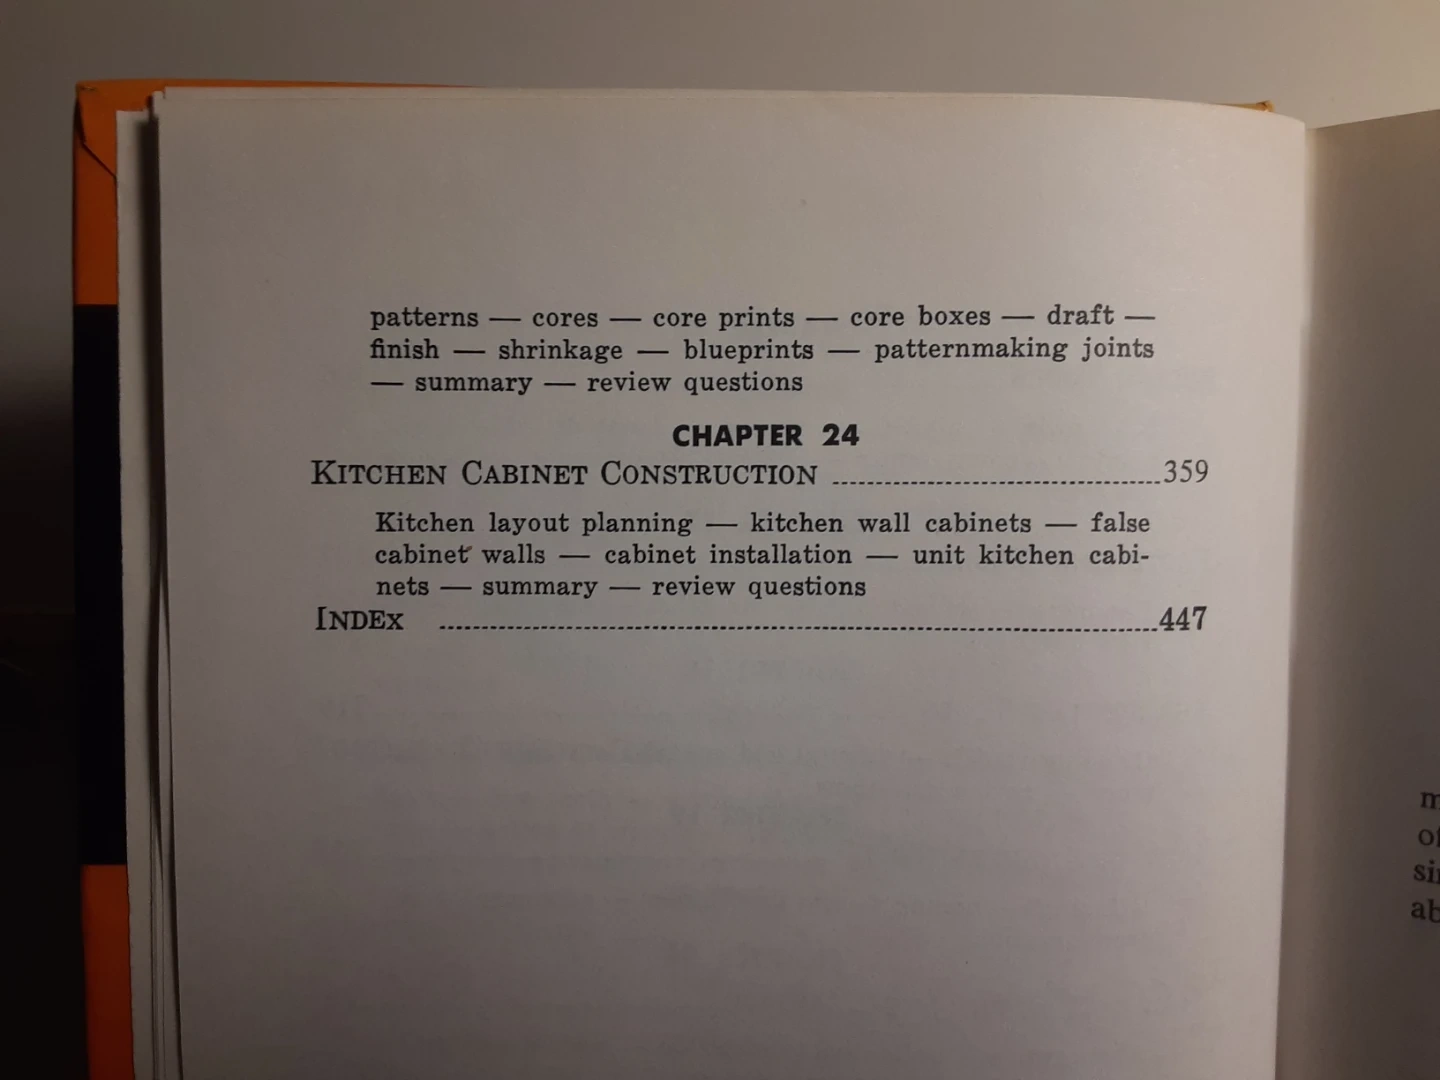 patterns — cores — core prints — core boxes — draft —
finish — shrinkage — blueprints — patternmaking joints
— summary — review questions
CHAPTER 24
KITCHEN CABINET CONSTRUCTION ........................................359
Kitchen layout planning — kitchen wall cabinets — false
cabinet walls — cabinet installation — unit kitchen cabi-
nets — summary — review questions
INDEX ........................................................................................447